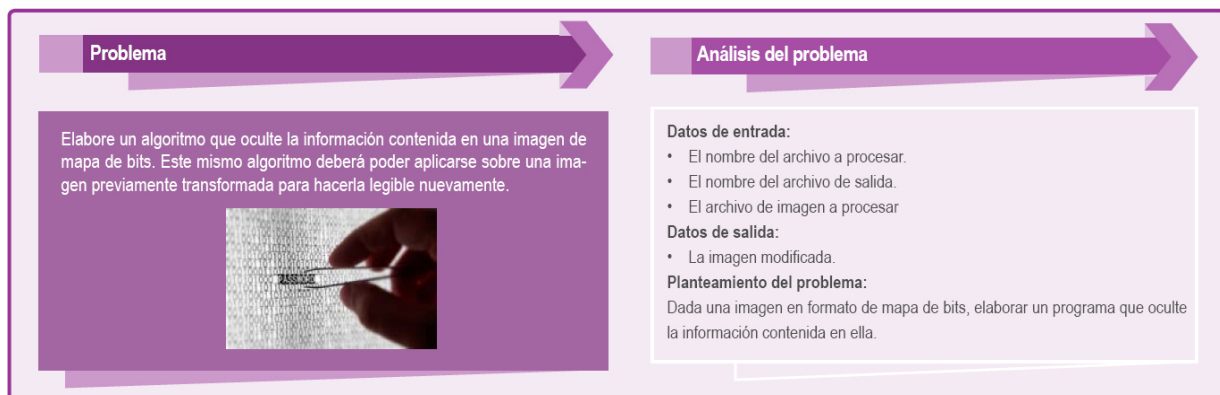 Problema
Elabore un algoritmo que oculte la información contenida en una imagen de
mapa de bits. Este mismo algoritmo deberá poder aplicarse sobre una ima-
gen previamente transformada para hacerla legible nuevamente.
Análisis del problema
Datos de entrada:
• El nombre del archivo a procesar.
• El nombre del archivo de salida.
• El archivo de imagen a procesar
Datos de salida:
• La imagen modificada.
Planteamiento del problema:
Dada una imagen en formato de mapa de bits, elaborar un programa que oculte
la información contenida en ella.